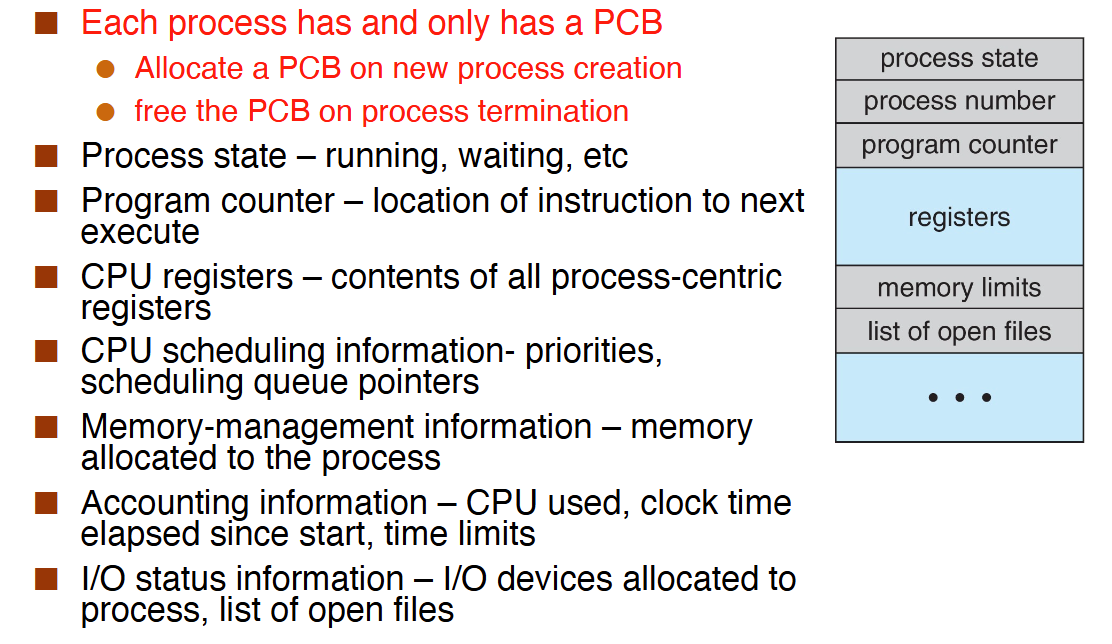 Each process has and only has a PCB
Allocate a PCB on new process creation
free the PCB on process termination
Process state – running, waiting, etc
Program counter – location of instruction to next
execute
CPU registers – contents of all process-centric
registers
CPU scheduling information- priorities,
scheduling queue pointers
Memory-management information – memory
allocated to the process
Accounting information – CPU used, clock time
elapsed since start, time limits
I/O status information – I/O devices allocated to
process, list of open files
process state
process number
program counter
registers
memory limits
list of open files
• • •